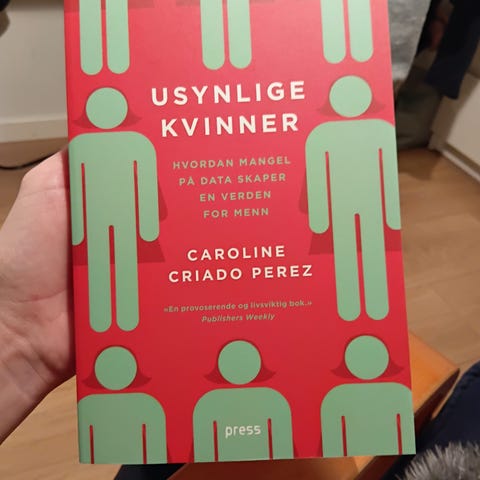 USYNLIGE
KVINNER
HVORDAN MANGEL
PÅ DATA SKAPER
EN VERDEN
FOR MENN
CAROLINE
CRIADO PEREZ
«En provoserende og livsviktig bok.»
Publishers Weekly
press